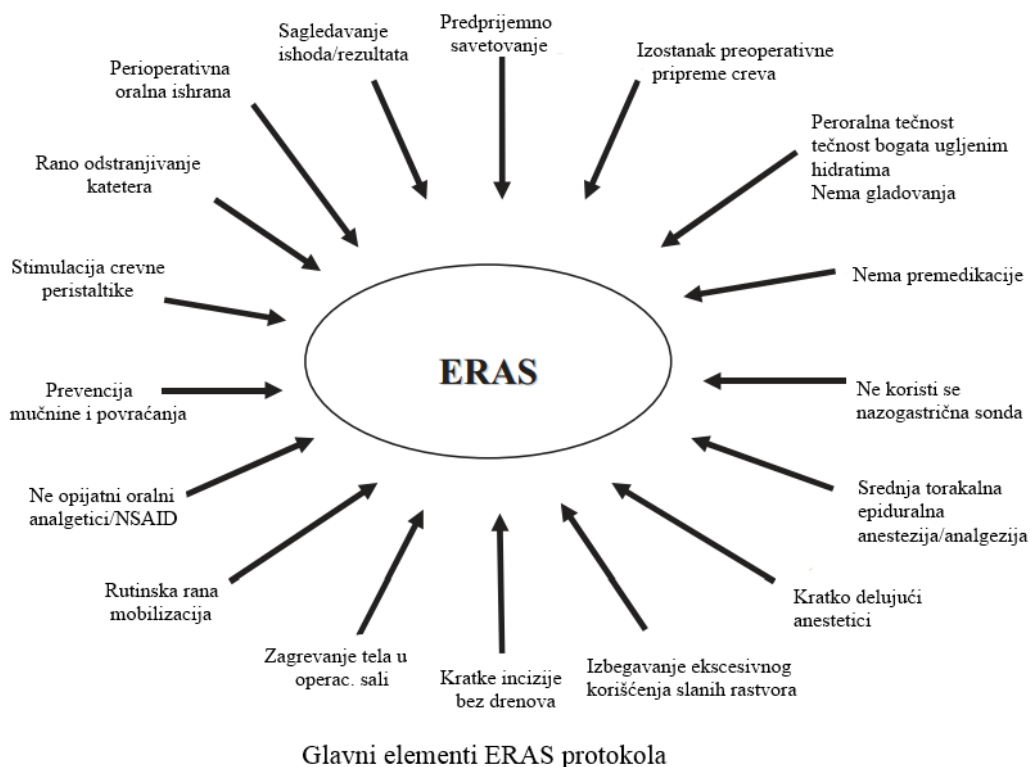 Predprijemno
savetovanje
Izostanak preoperativne
pripreme creva
Peroralna tečnost
tečnost bogata ugljenim
hidratima
Nema gladovanja
Nema premedikacije
Ne koristi se
nazogastrična sonda
Srednja torakalna
epiduralna
anestezija/analgezija
Kratko delujući
anestetici
Izbegavanje ekscesivnog
korišćenja slanih rastvora
Kratke incizije
bez drenova
Zagrevanje tela u
operac. sali
Rutinska rana
mobilizacija
Ne opijatni oralni
analgetici/NSAID
Prevencija
mučnine i povraćanja
Stimulacija crevne
peristaltike
Rano odstranjivanje
katetera
Perioperativna
oralna ishrana
Sagledavanje
ishoda/rezultata
ERAS
Glavni elementi ERAS protokola